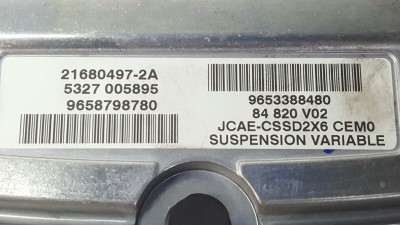 21680497-2A
5327 005895
9658798780
9653388480
84 820 V02
JCAE-CSSD2X6 CEM0
SUSPENSION VARIABLE